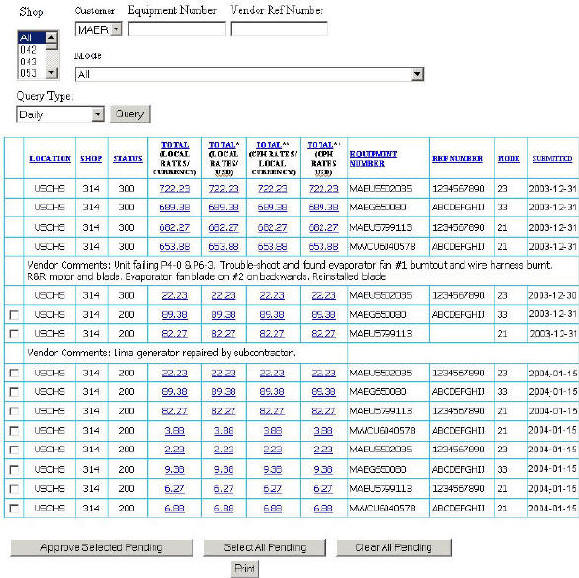 Shop Customer Equipment Number Vendor Ref Number
All MAER
042
043
053
Mode
All
Query Type:
Daily Query
LOCATION SHOP STATUS TOTAL (LOCAL RATES/ CURRENCY) TOTAL* (LOCAL RATES/ USD) TOTAL** (CPH RATES/ LOCAL CURRENCY) TOTAL** (CPH RATES USD) EQUIPMENT NUMBER REF NUMBER MODE SUBMITTED
USCHS 314 300 722.23 722.23 722.23 722.23 MAEU5502035 1234567890 23 2003-12-31
USCHS 314 300 689.38 689.38 689.38 689.38 MAEG550080 ABCDEFGHIJ 33 2003-12-31
USCHS 314 300 682.27 682.27 682.27 682.27 MAEU5799113 1234567890 21 2003-12-31
USCHS 314 300 653.88 653.88 653.88 653.88 MWCU6040578 ABCDEFGHIJ 21 2003-12-31
Vendor Comments: Unit failing P4-0 & P6-3. Trouble-shoot and found evaporator fan #1 burntout and wire harness burnt.
R&R motor and blade. Evaporator fan blade on #2 on backwards. Reinstalled blade
USCHS 314 300 22.23 22.23 22.23 22.23 MAEU5502035 1234567890 23 2003-12-30
USCHS 314 200 89.38 89.38 89.38 89.38 MAEG550080 ABCDEFGHIJ 33 2003-12-31
USCHS 314 200 82.27 82.27 82.27 82.27 MAEU5799113 21 2003-12-31
Vendor Comments: Lima generator repaired by subcontractor.
USCHS 314 200 22.23 22.23 22.23 22.23 MAEU5502035 1234567890 23 2004-01-15
USCHS 314 200 89.38 89.38 89.38 89.38 MAEG550080 ABCDEFGHIJ 33 2004-01-15
USCHS 314 200 82.27 82.27 82.27 82.27 MAEU5799113 1234567890 21 2004-01-15
USCHS 314 200 3.88 3.88 3.88 3.88 MWCU6040578 ABCDEFGHIJ 21 2004-01-15
USCHS 314 200 2.23 2.23 2.23 2.23 MAEU5502035 1234567890 23 2004-01-15
USCHS 314 200 9.38 9.38 9.38 9.38 MAEG550080 ABCDEFGHIJ 33 2004-01-15
USCHS 314 200 6.27 6.27 6.27 6.27 MAEU5799113 1234567890 21 2004-01-15
USCHS 314 200 6.88 6.88 6.88 6.88 MWCU6040578 ABCDEFGHIJ 21 2004-01-15
Approve Selected Pending Select All Pending Clear All Pending
Print